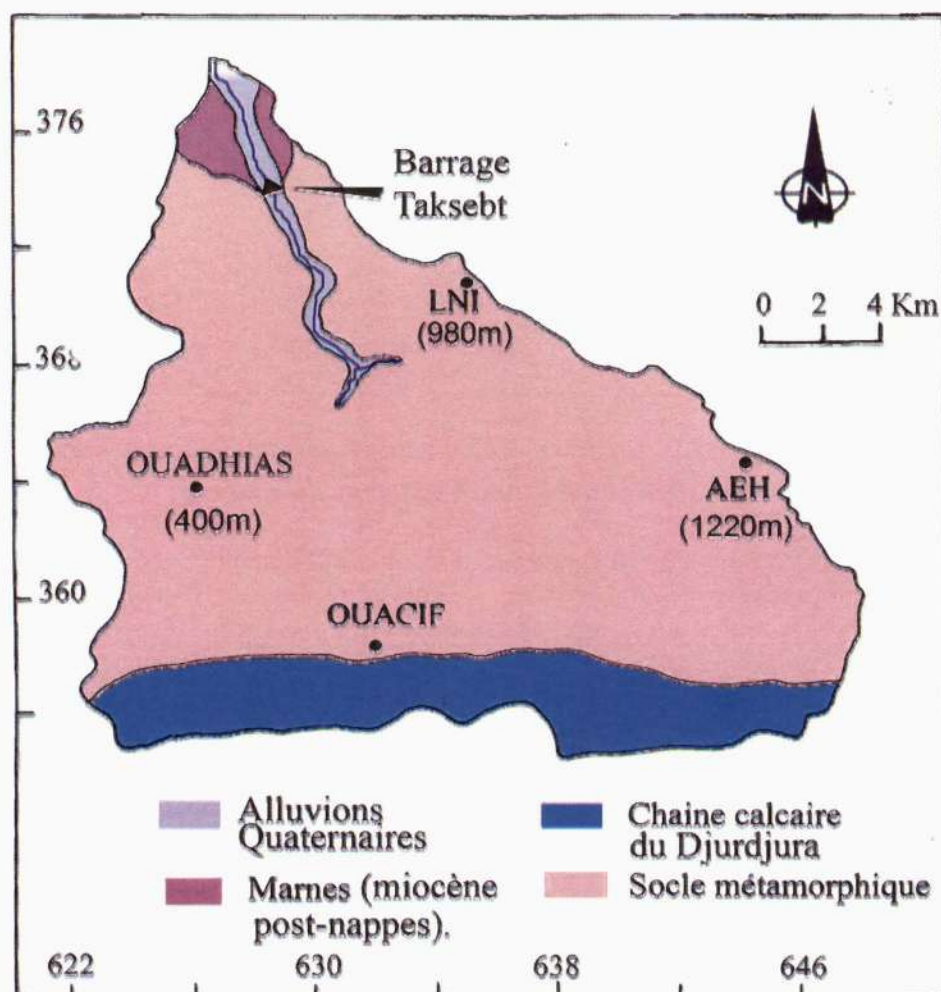 376
Barrage
Taksebt
N
LNI
(980m)
0 2 4 Km
368
OUADHIAS
(400m)
AEH
(1220m)
360
OUACIF
Alluvions
Quaternaires
Chaine calcaire
du Djurdjura
Marnes (miocène
post-nappes).
Socle métamorphique
622 630 638 646